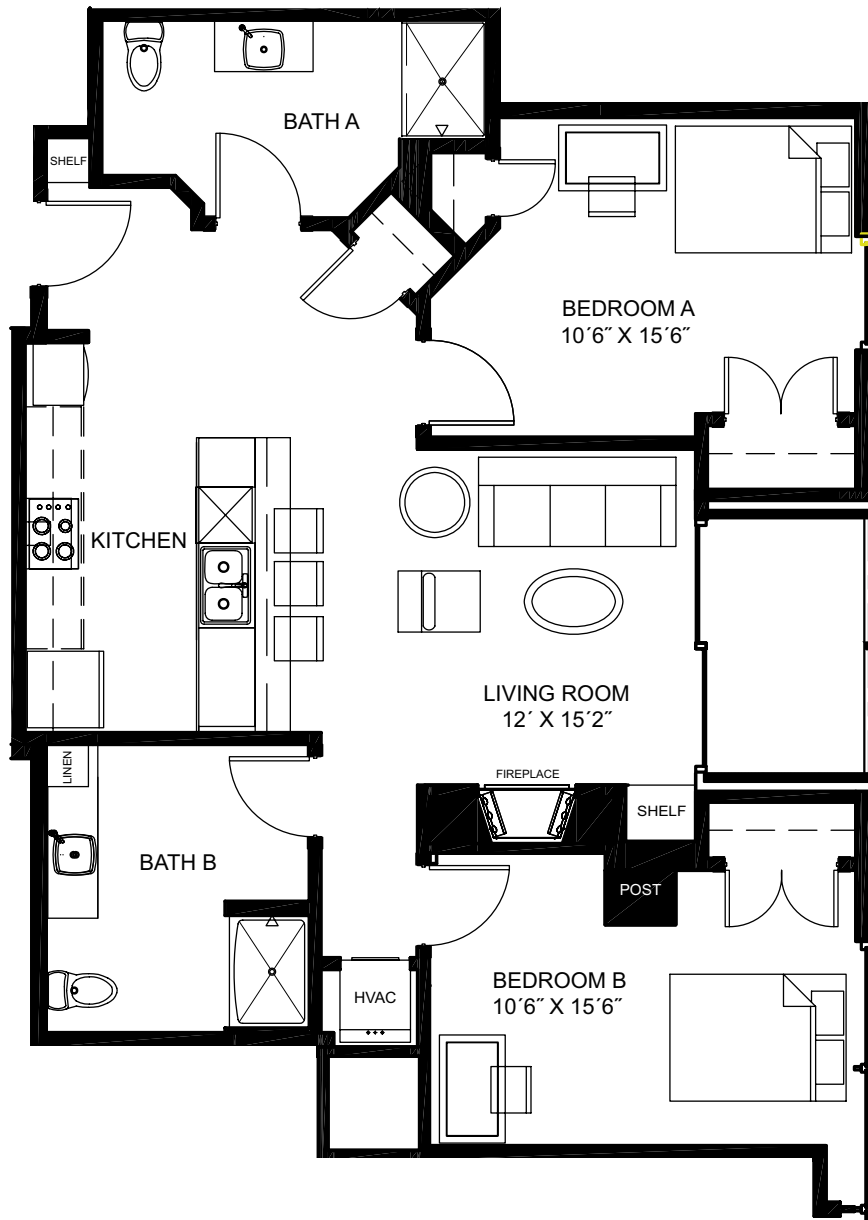 BATH A
SHELF
BEDROOM A
10´6˝ X 15´6˝
KITCHEN
LIVING ROOM
12´ X 15´2˝
FIREPLACE
SHELF
LINEN
BATH B
POST
BEDROOM B
10´6˝ X 15´6˝
HVAC